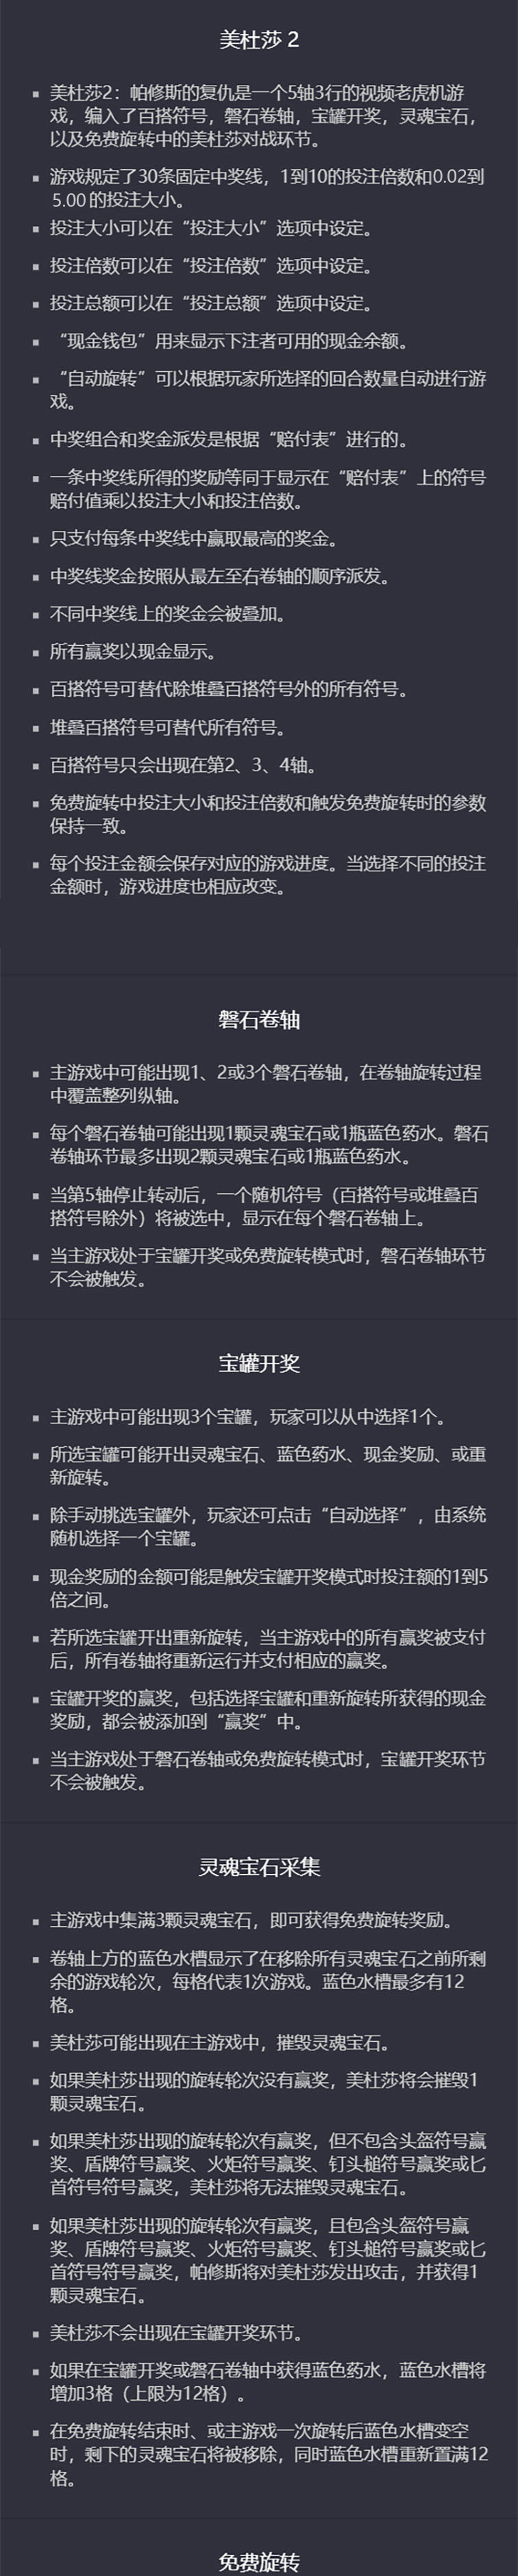 美杜莎 2
美杜莎2：帕修斯的复仇是一个5轴3行的视频老虎机游
戏，编入了百搭符号，磐石卷轴，宝罐开奖，灵魂宝石，
以及免费旋转中的美杜莎对战环节。
游戏规定了30条固定中奖线，1到10的投注倍数和0.02到
5.00 的投注大小。
投注大小可以在“投注大小”选项中设定。
投注倍数可以在“投注倍数”选项中设定。
投注总额可以在“投注总额”选项中设定。
“现金钱包”用来显示下注者可用的现金余额。
“自动旋转”可以根据玩家所选择的回合数量自动进行游
戏。
中奖组合和奖金派发是根据“赔付表”进行的。
一条中奖线所得的奖励等同于显示在“赔付表”上的符号
赔付值乘以投注大小和投注倍数。
只支付每条中奖线中赢取最高的奖金。
中奖线奖金按照从最左至右卷轴的顺序派发。
不同中奖线上的奖金会被叠加。
所有赢奖以现金显示。
百搭符号可替代除堆叠百搭符号外的所有符号。
堆叠百搭符号可替代所有符号。
百搭符号只会出现在第2、3、4轴。
免费旋转中投注大小和投注倍数和触发免费旋转时的参数
保持一致。
每个投注金额会保存对应的游戏进度。当选择不同的投注
金额时，游戏进度也相应改变。
磐石卷轴
主游戏中可能出现1、2或3个磐石卷轴，在卷轴旋转过程
中覆盖整列纵轴。
每个磐石卷轴可能出现1颗灵魂宝石或1瓶蓝色药水。磐石
卷轴环节最多出现2颗灵魂宝石或1瓶蓝色药水。
当第5轴停止转动后，一个随机符号（百搭符号或堆叠百
搭符号除外）将被选中，显示在每个磐石卷轴上。
当主游戏处于宝罐开奖或免费旋转模式时，磐石卷轴环节
不会被触发。
宝罐开奖
主游戏中可能出现3个宝罐，玩家可以从中选择1个。
所选宝罐可能开出灵魂宝石、蓝色药水、现金奖励、或重
新旋转。
除手动挑选宝罐外，玩家还可点击“自动选择”，由系统
随机选择一个宝罐。
现金奖励的金额可能是触发宝罐开奖模式时投注额的1到5
倍之间。
若所选宝罐开出重新旋转，当主游戏中的所有赢奖被支付
后，所有卷轴将重新运行并支付相应的赢奖。
宝罐开奖的赢奖，包括选择宝罐和重新旋转所获得的现金
奖励，都会被添加到“赢奖”中。
当主游戏处于磐石卷轴或免费旋转模式时，宝罐开奖环节
不会被触发。
灵魂宝石采集
主游戏中集满3颗灵魂宝石，即可获得免费旋转奖励。
卷轴上方的蓝色水槽显示了在移除所有灵魂宝石之前所剩
余的游戏轮次，每格代表1次游戏。蓝色水槽最多有12
格。
美杜莎可能出现在主游戏中，摧毁灵魂宝石。
如果美杜莎出现的旋转轮次没有赢奖，美杜莎将会摧毁1
颗灵魂宝石。
如果美杜莎出现的旋转轮次有赢奖，但不包含头盔符号赢
奖、盾牌符号赢奖、火炬符号赢奖、钉头槌符号赢奖或匕
首符号符号赢奖，美杜莎将无法摧毁灵魂宝石。
如果美杜莎出现的旋转轮次有赢奖，且包含头盔符号赢
奖、盾牌符号赢奖、火炬符号赢奖、钉头槌符号赢奖或匕
首符号符号赢奖，帕修斯将对美杜莎发出攻击，并获得1
颗灵魂宝石。
美杜莎不会出现在宝罐开奖环节。
如果在宝罐开奖或磐石卷轴中获得蓝色药水，蓝色水槽将
增加3格（上限为12格）。
在免费旋转结束时、或主游戏一次旋转后蓝色水槽变空
时，剩下的灵魂宝石将被移除，同时蓝色水槽重新置满12
格。
免费旋转